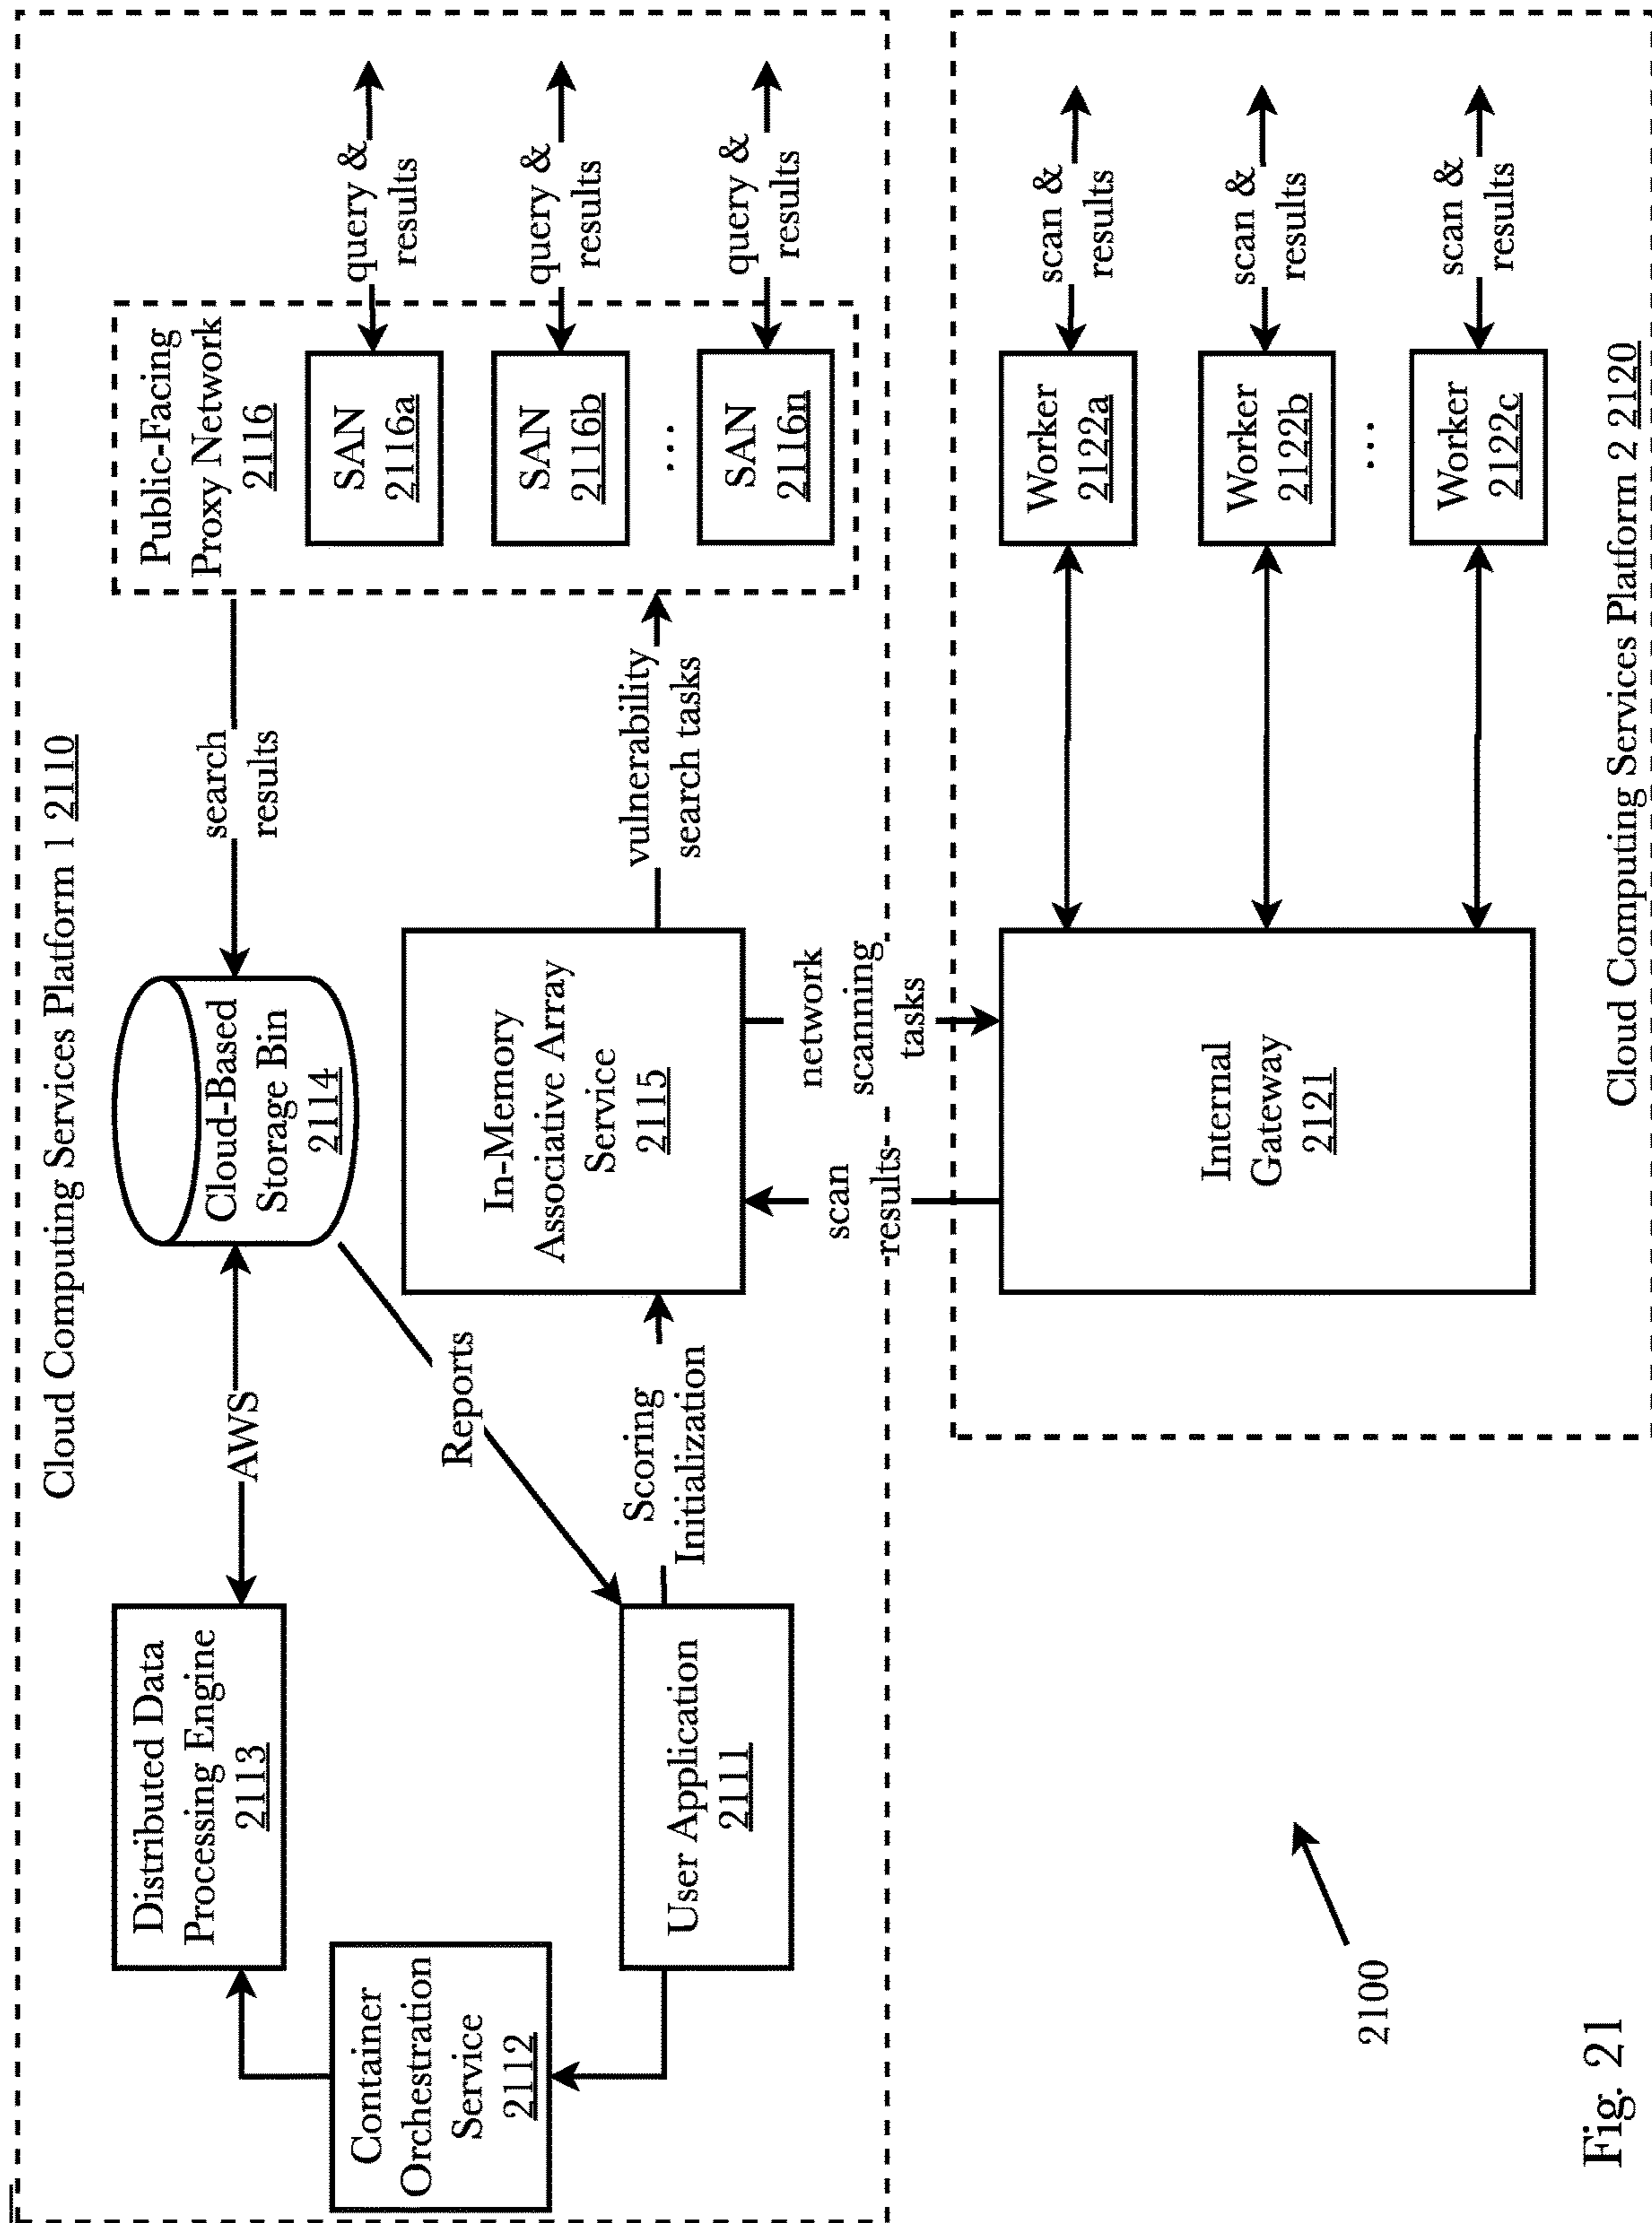 Cloud Computing Services Platform 1 2110
Distributed Data
Processing Engine
2113
AWS
Cloud-Based
Storage Bin
2114
search
results
Public-Facing
Proxy Network
2116
SAN
2116a
query &
results
SAN
2116b
query &
results
...
SAN
2116n
query &
results
Container
Orchestration
Service
2112
Reports
User Application
2111
Scoring
Initialization
In-Memory
Associative Array
Service
2115
vulnerability
search tasks
scan
results
network
scanning
tasks
Internal
Gateway
2121
Worker
2122a
scan &
results
Worker
2122b
scan &
results
...
Worker
2122c
scan &
results
Cloud Computing Services Platform 2 2120
2100
Fig. 21